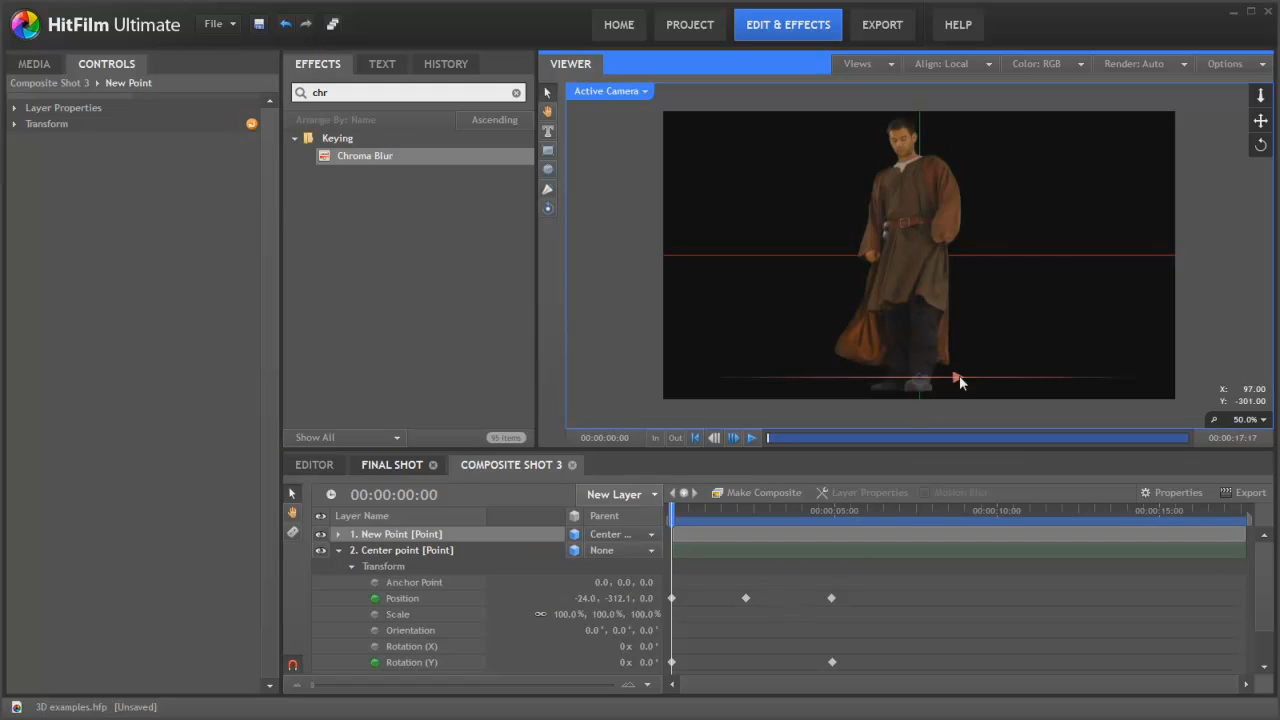 HitFilm Ultimate
File
HOME
PROJECT
EDIT & EFFECTS
EXPORT
HELP
MEDIA
CONTROLS
Composite Shot 3 › New Point
Layer Properties
Transform
EFFECTS
TEXT
HISTORY
chr
Arrange By: Name
Ascending
Keying
Chroma Blur
Show All
95 items
VIEWER
Views
Align: Local
Color: RGB
Render: Auto
Options
Active Camera
X: 97.00
Y: -301.00
50.0%
00:00:00:00
In
Out
00:00:17:17
EDITOR
FINAL SHOT
COMPOSITE SHOT 3
00:00:00:00
New Layer
Make Composite
Layer Properties
Motion Blur
Properties
Export
Layer Name
Parent
00:00:05:00
00:00:10:00
00:00:15:00
1. New Point [Point]
Center ...
2. Center point [Point]
None
Transform
Anchor Point
0.0, 0.0, 0.0
Position
-24.0, -312.1, 0.0
Scale
100.0%, 100.0%, 100.0%
Orientation
0.0°, 0.0°, 0.0°
Rotation (X)
0x 0.0°
Rotation (Y)
0x 0.0°
3D examples.hfp [Unsaved]